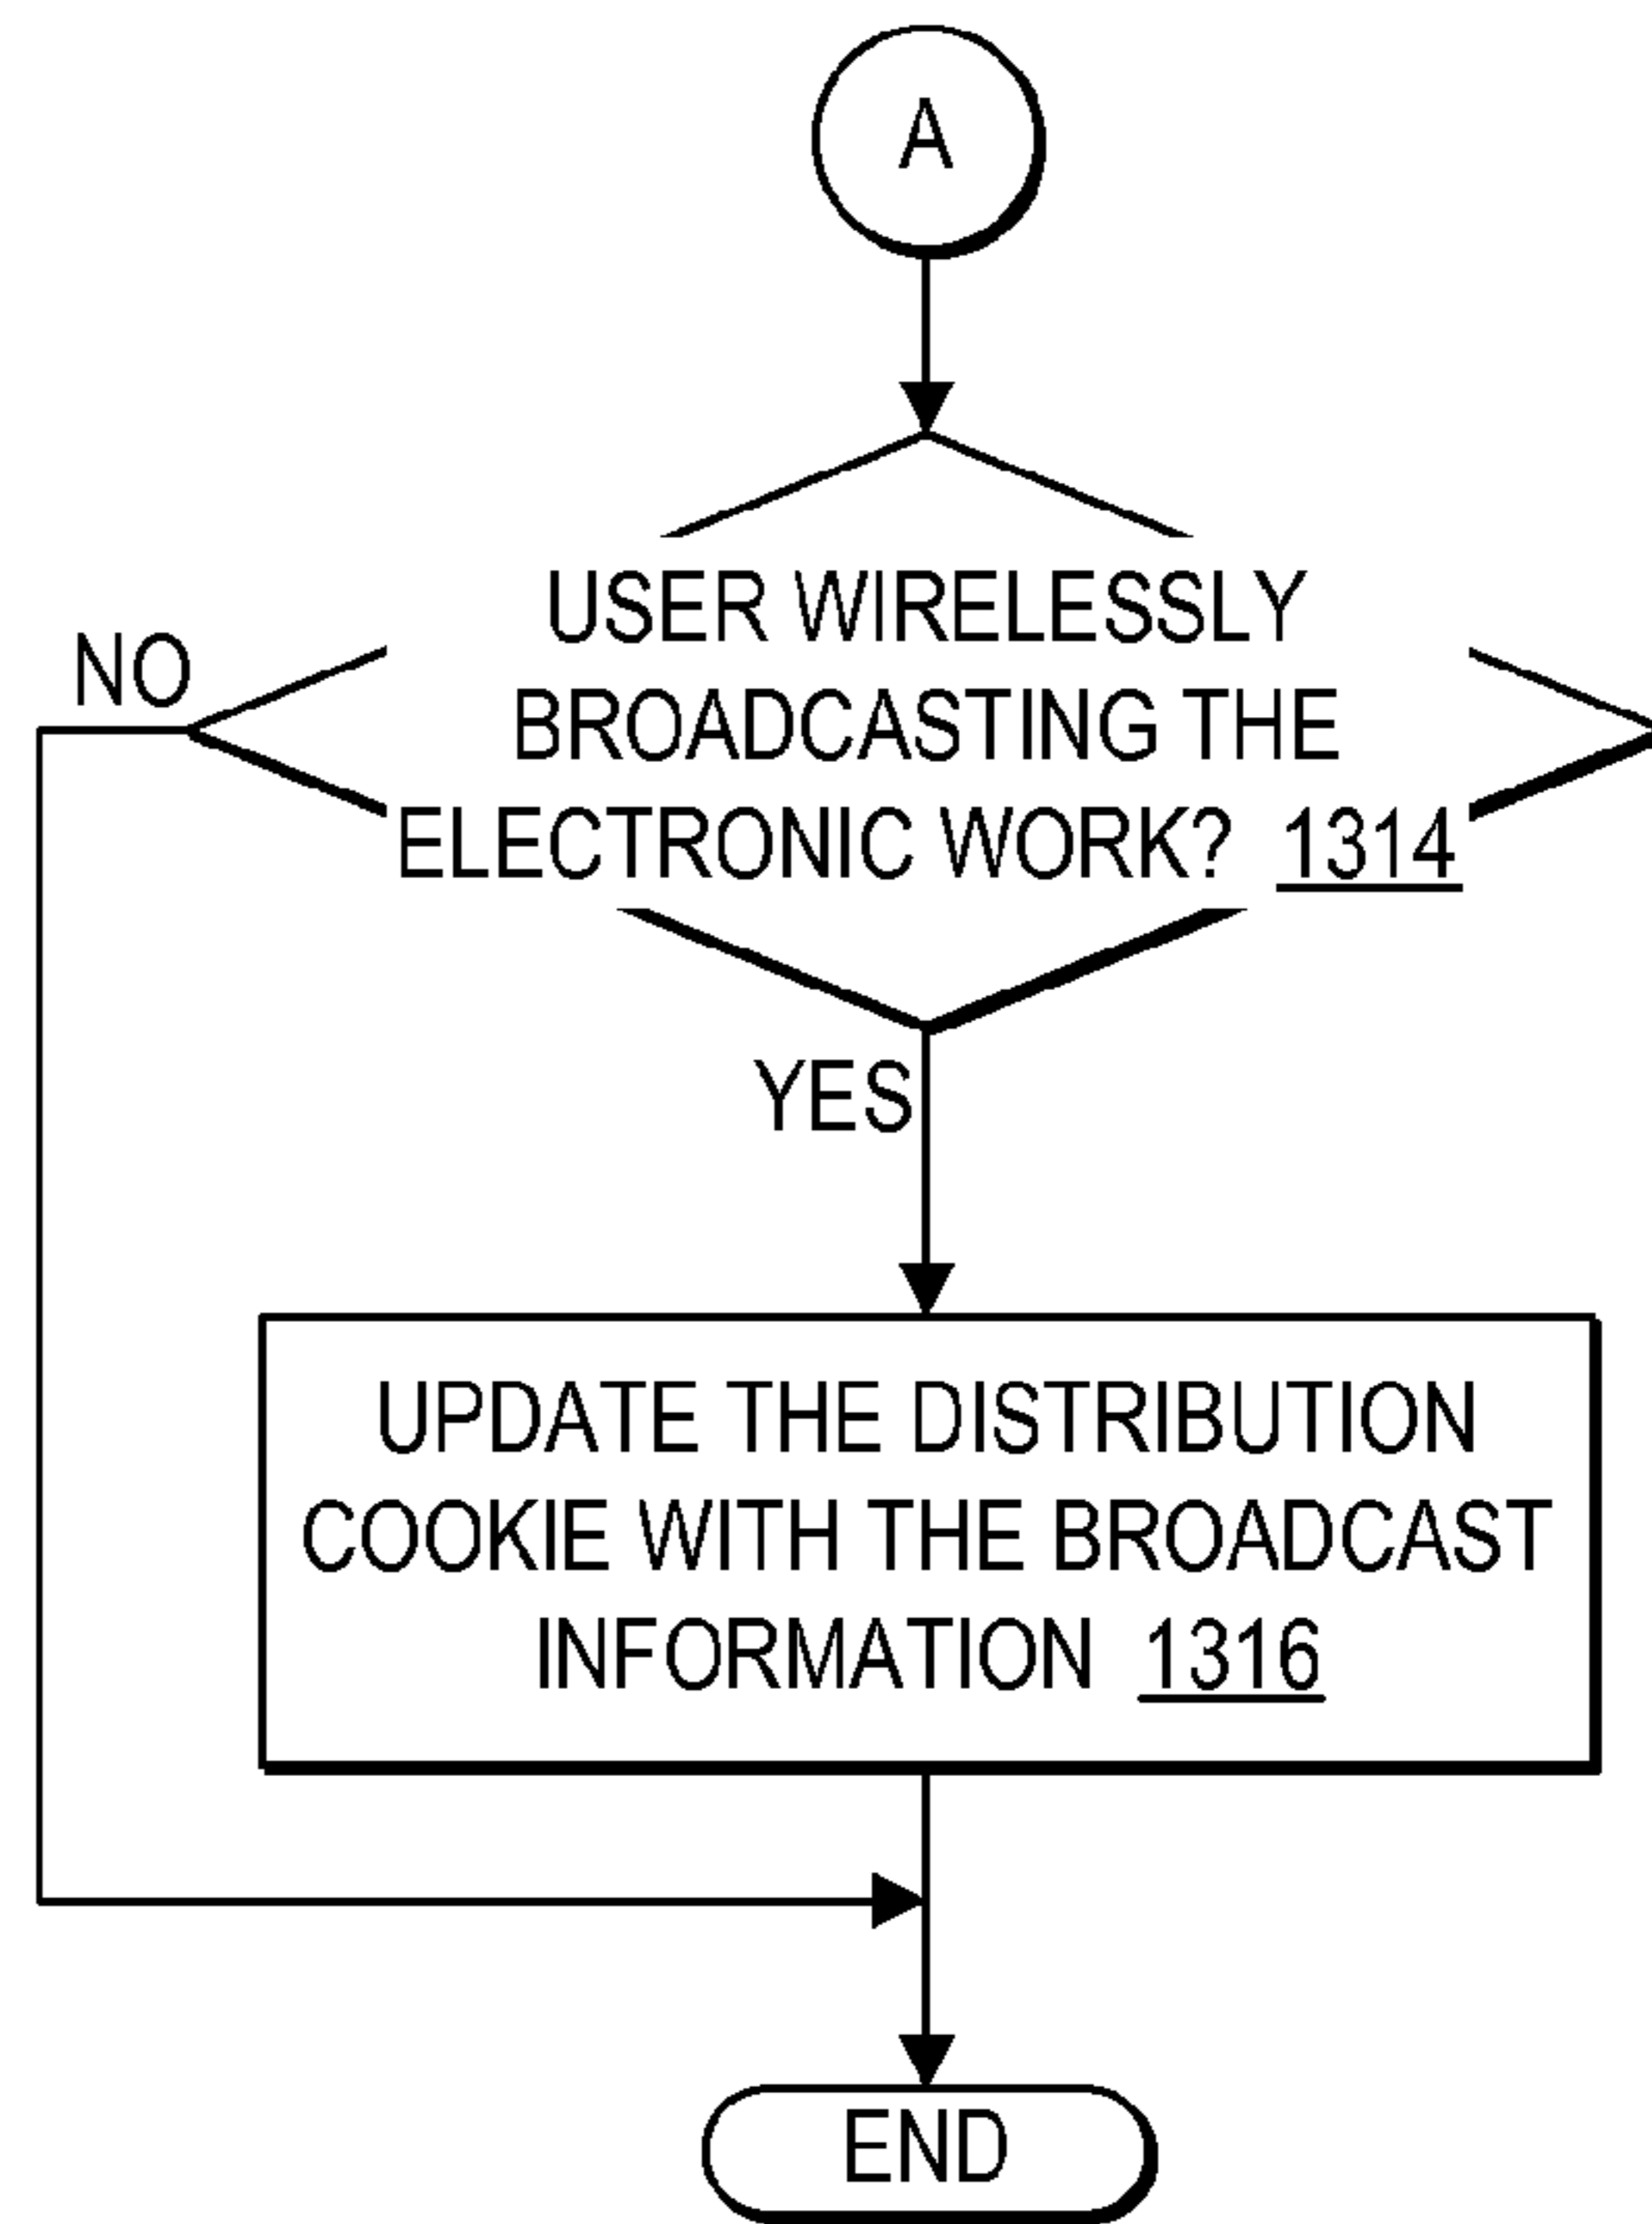 A
USER WIRELESSLY
NO
BROADCASTING THE
ELECTRONIC WORK? 1314
YES
UPDATE THE DISTRIBUTION
COOKIE WITH THE BROADCAST
INFORMATION 1316
END